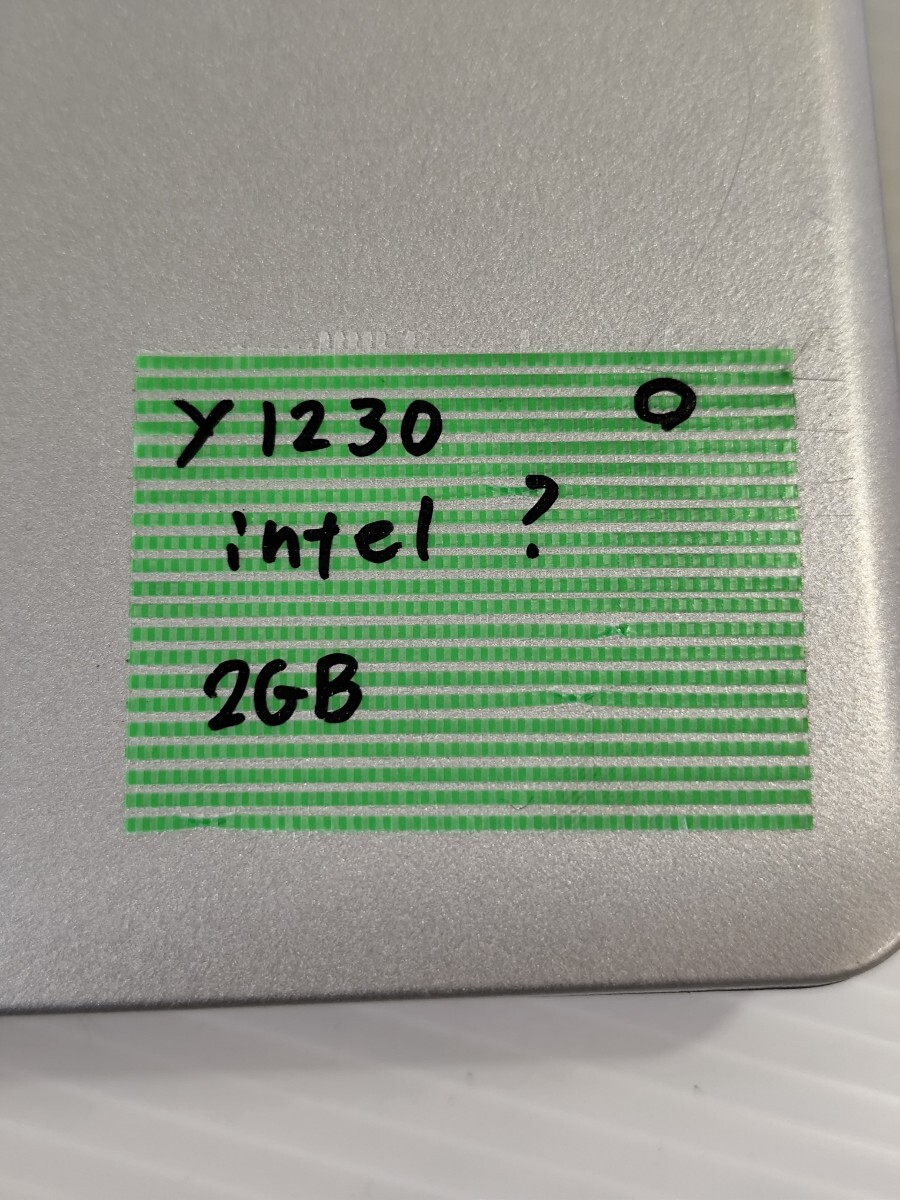 Y1230 O
intel ?
2GB